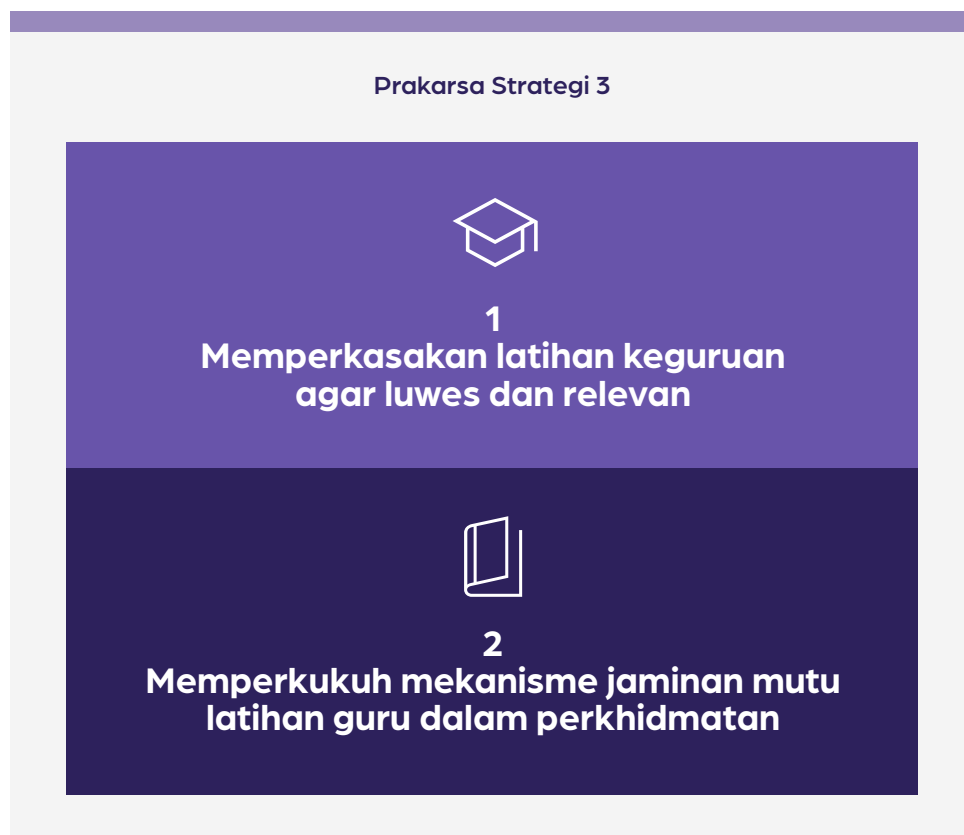 Prakarsa Strategi 3
1
Memperkasakan latihan keguruan
agar luwes dan relevan
2
Memperkukuh mekanisme jaminan mutu
latihan guru dalam perkhidmatan